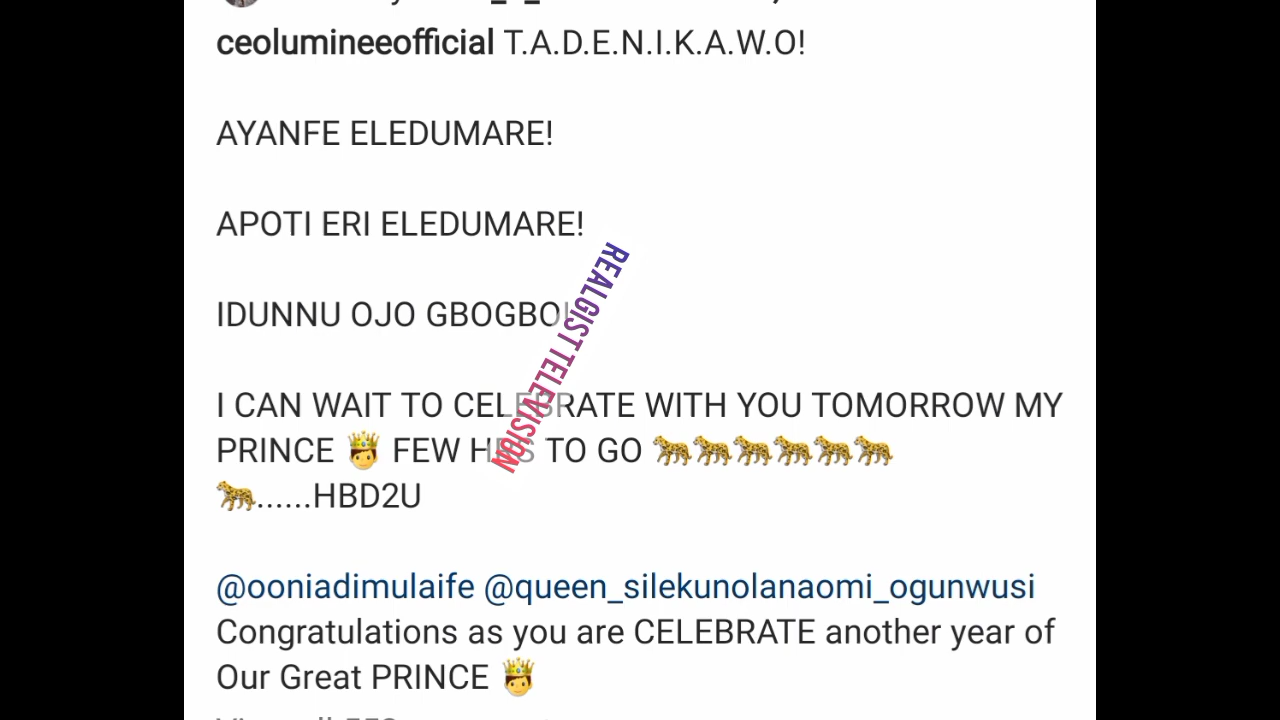 ceolumineeofficial T.A.D.E.N.I.K.A.W.O!
AYANFE ELEDUMARE!
APOTI ERI ELEDUMARE!
IDUNNU OJO GBOGBO!
I CAN WAIT TO CELEBRATE WITH YOU TOMORROW MY
PRINCE 🤴 FEW HRS TO GO 🐆🐆🐆🐆🐆🐆
🐆......HBD2U
@ooniadimulaife @queen_silekunolanaomi_ogunwusi
Congratulations as you are CELEBRATE another year of
Our Great PRINCE 🤴
REALGIST TELEVISION